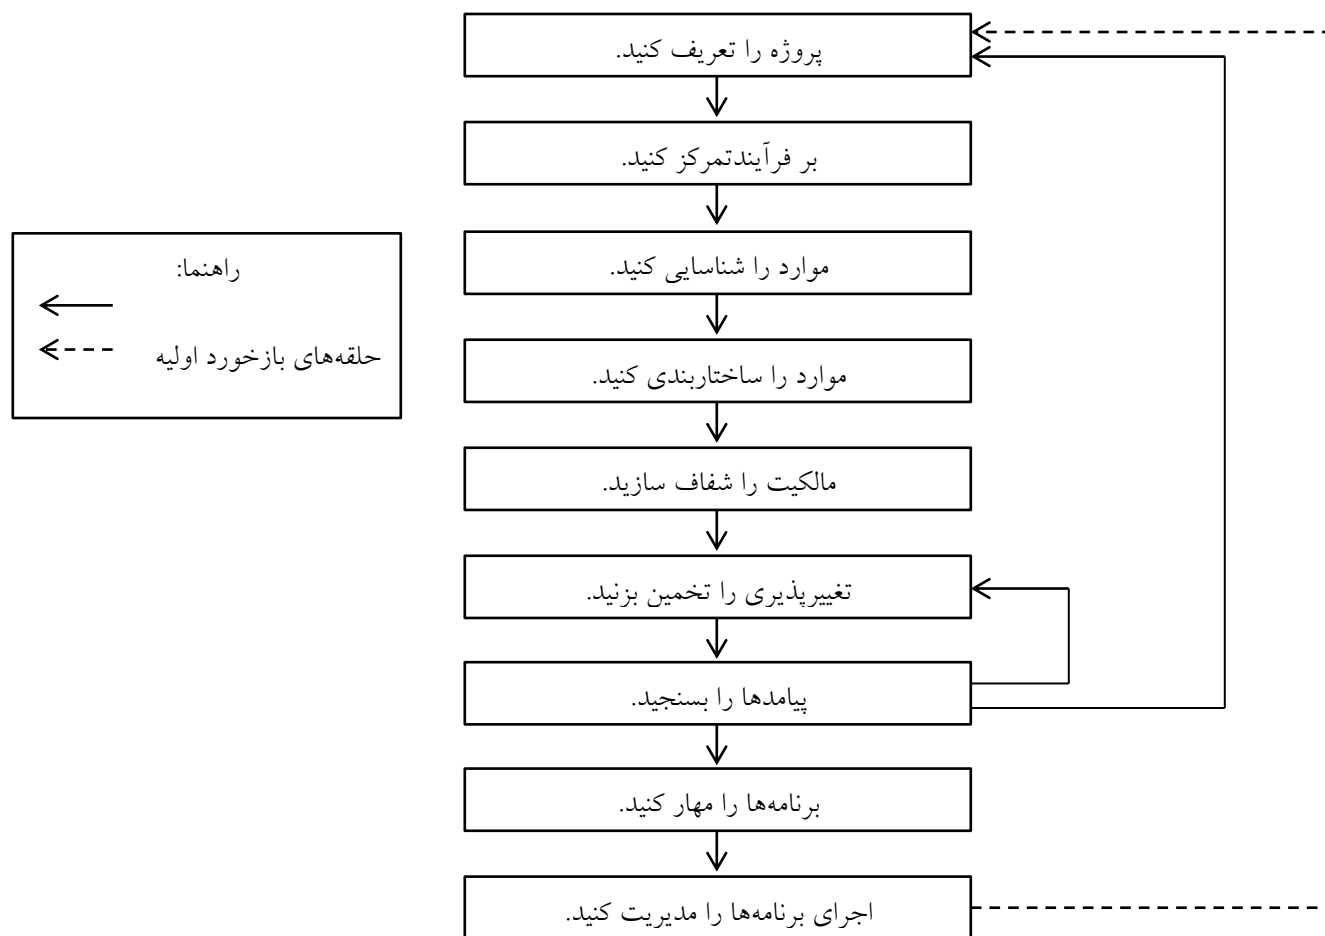 پروژه را تعریف کنید.
بر فرآیندتمرکز کنید.
موارد را شناسایی کنید.
موارد را ساختاربندی کنید.
مالکیت را شفاف سازید.
تغییرپذیری را تخمین بزنید.
پیامدها را بسنجید.
برنامه‌ها را مهار کنید.
اجرای برنامه‌ها را مدیریت کنید.
راهنما:
حلقه‌های بازخورد اولیه